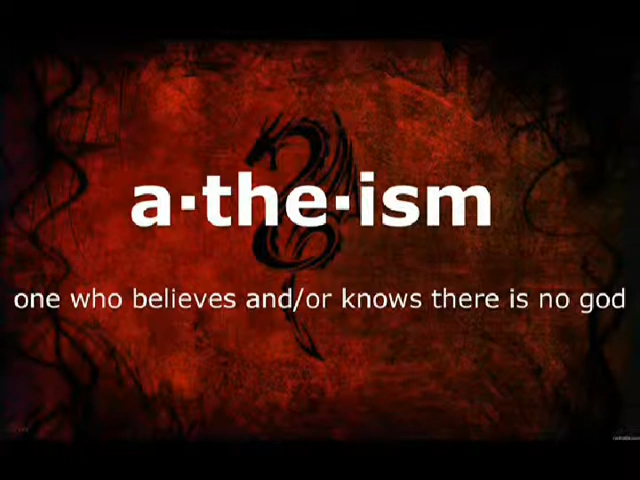 a·the·ism
one who believes and/or knows there is no god